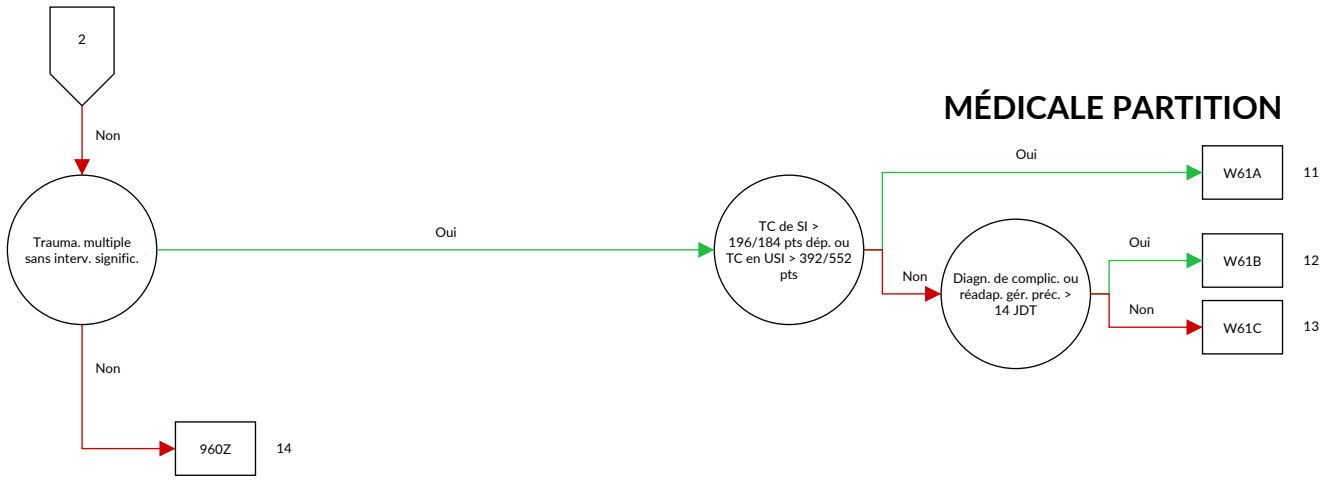 2
Non
MÉDICALE PARTITION
Oui
W61A
11
Trauma. multiple
sans interv. signific.
Oui
TC de SI >
196/184 pts dép. ou
TC en USI > 392/552
pts
Oui
W61B
12
Non
Diagn. de complic. ou
réadap. gér. préc. >
14 JDT
Non
W61C
13
Non
960Z
14